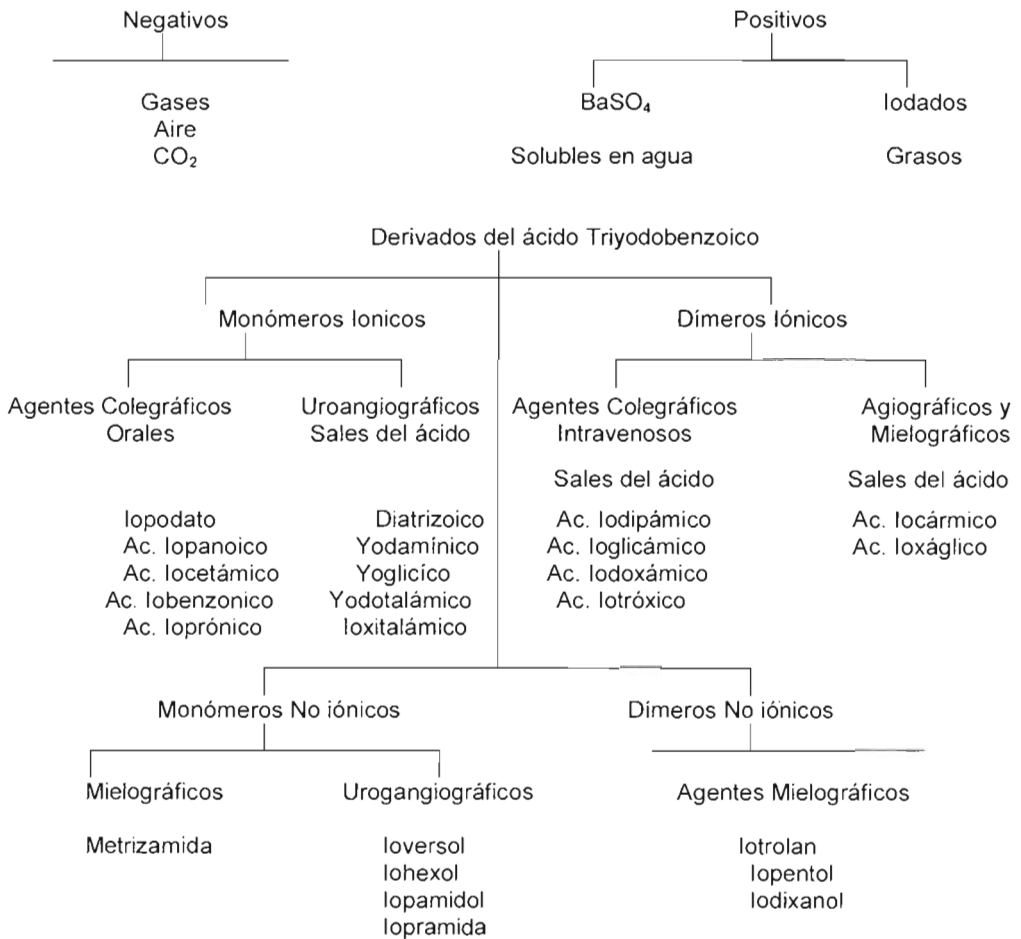 Negativos
Positivos
Gases
Aire
CO₂
BaSO₄
Iodados
Solubles en agua
Grasos
Derivados del ácido Triyodobenzoico
Monómeros Ionicos
Dímeros Iónicos
Agentes Colegráficos
Orales
Uroangiográficos
Sales del ácido
Agentes Colegráficos
Intravenosos
Sales del ácido
Agiográficos y
Mielográficos
Sales del ácido
Iopodato
Ac. Iopanoico
Ac. Iocetámico
Ac. Iobenzonico
Ac. Ioprónico
Diatrizoico
Yodamínico
Yoglicíco
Yodotalámico
Ioxitalámico
Ac. Iodipámico
Ac. Ioglicámico
Ac. Iodoxámico
Ac. Iotróxico
Ac. Iocármico
Ac. Ioxáglico
Monómeros No iónicos
Dímeros No iónicos
Mielográficos
Urogangiográficos
Agentes Mielográficos
Metrizamida
Ioversol
Iohexol
Iopamidol
Iopramida
Iotrolan
Iopentol
Iodixanol